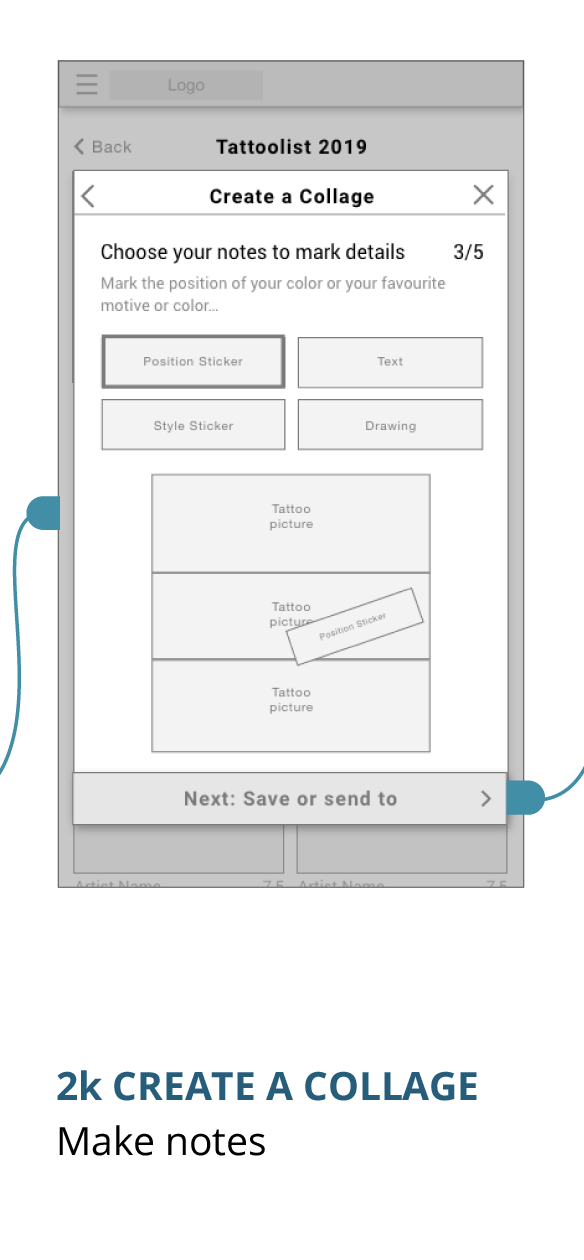 Logo
Back
Tattoolist 2019
Create a Collage
Choose your notes to mark details 3/5
Mark the position of your color or your favourite
motive or color...
Position Sticker
Text
Style Sticker
Drawing
Tattoo
picture
Tattoo
picture
Position Sticker
Tattoo
picture
Next: Save or send to
Artist Name 7.5 Artist Name 7.5
2k CREATE A COLLAGE
Make notes